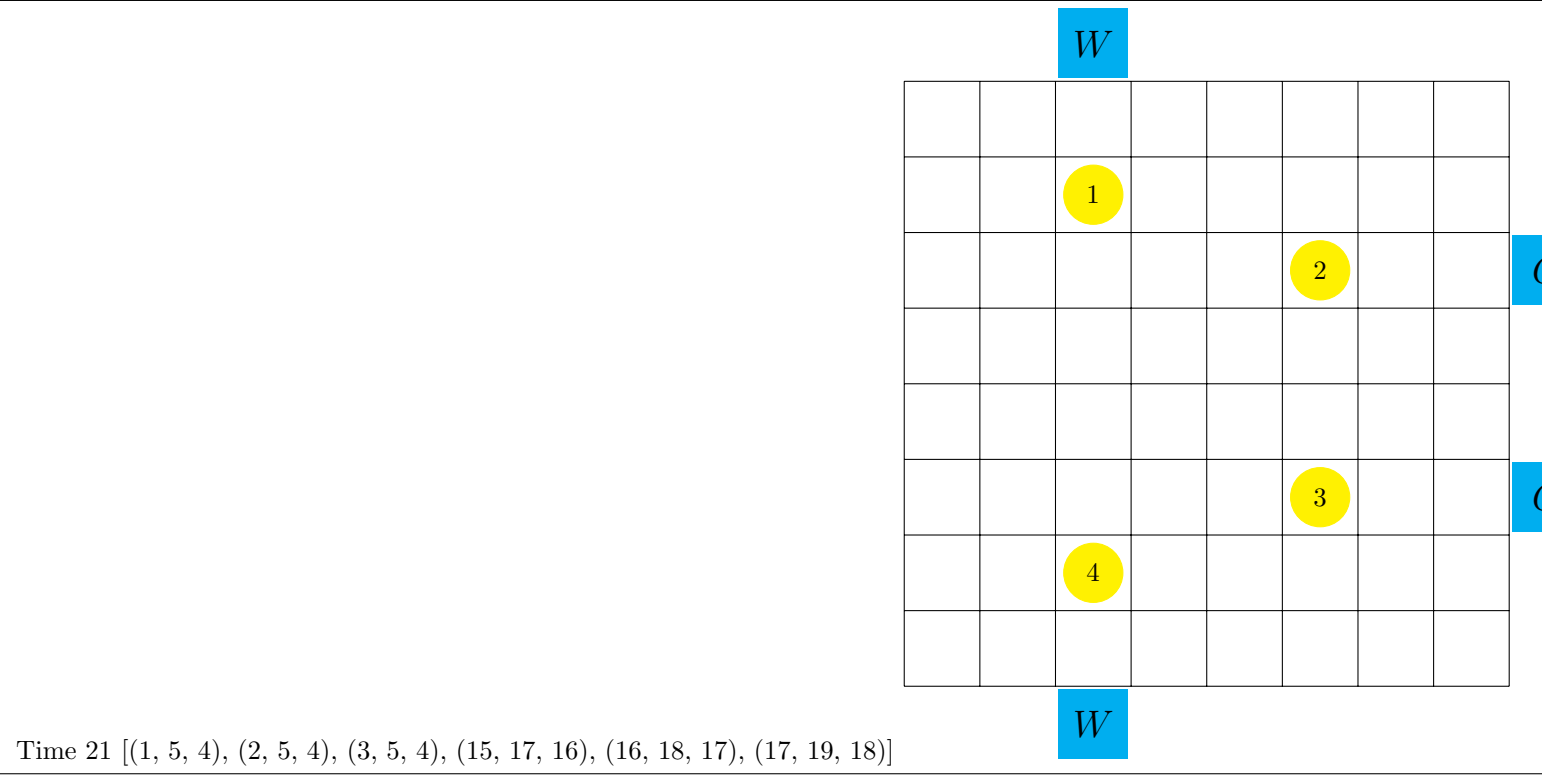 W
1
2
3
4
W
Time 21 [(1, 5, 4), (2, 5, 4), (3, 5, 4), (15, 17, 16), (16, 18, 17), (17, 19, 18)]